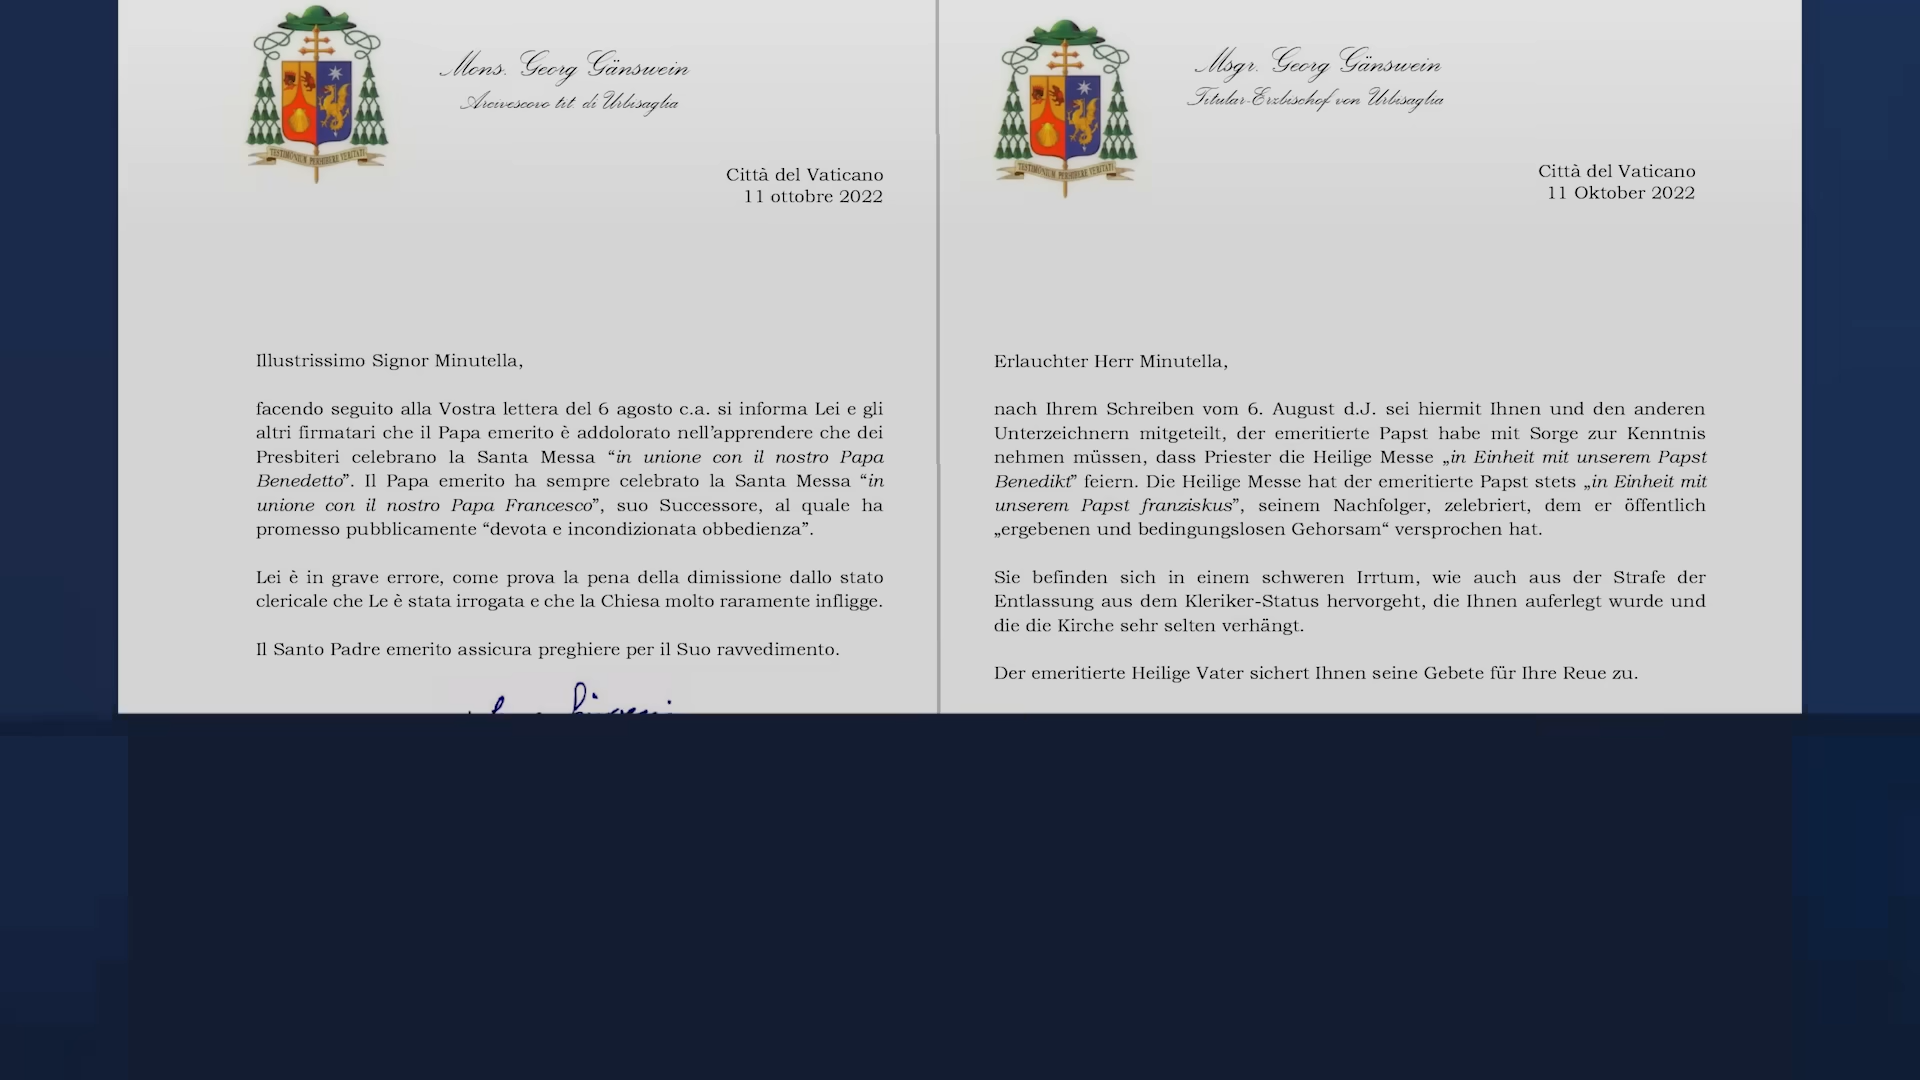 Mons. Georg Gänswein
Arcivescovo tit. di Urbisaglia
TESTIMONIUM PERHIBERE VERITATI
Città del Vaticano
11 ottobre 2022
Illustrissimo Signor Minutella,
facendo seguito alla Vostra lettera del 6 agosto c.a. si informa Lei e gli
altri firmatari che il Papa emerito è addolorato nell’apprendere che dei
Presbiteri celebrano la Santa Messa “in unione con il nostro Papa
Benedetto”. Il Papa emerito ha sempre celebrato la Santa Messa “in
unione con il nostro Papa Francesco”, suo Successore, al quale ha
promesso pubblicamente “devota e incondizionata obbedienza”.
Lei è in grave errore, come prova la pena della dimissione dallo stato
clericale che Le è stata irrogata e che la Chiesa molto raramente infligge.
Il Santo Padre emerito assicura preghiere per il Suo ravvedimento.
Msgr. Georg Gänswein
Titular-Erzbischof von Urbisaglia
TESTIMONIUM PERHIBERE VERITATI
Città del Vaticano
11 Oktober 2022
Erlauchter Herr Minutella,
nach Ihrem Schreiben vom 6. August d.J. sei hiermit Ihnen und den anderen
Unterzeichnern mitgeteilt, der emeritierte Papst habe mit Sorge zur Kenntnis
nehmen müssen, dass Priester die Heilige Messe „in Einheit mit unserem Papst
Benedikt” feiern. Die Heilige Messe hat der emeritierte Papst stets „in Einheit mit
unserem Papst franziskus”, seinem Nachfolger, zelebriert, dem er öffentlich
„ergebenen und bedingungslosen Gehorsam“ versprochen hat.
Sie befinden sich in einem schweren Irrtum, wie auch aus der Strafe der
Entlassung aus dem Kleriker-Status hervorgeht, die Ihnen auferlegt wurde und
die die Kirche sehr selten verhängt.
Der emeritierte Heilige Vater sichert Ihnen seine Gebete für Ihre Reue zu.